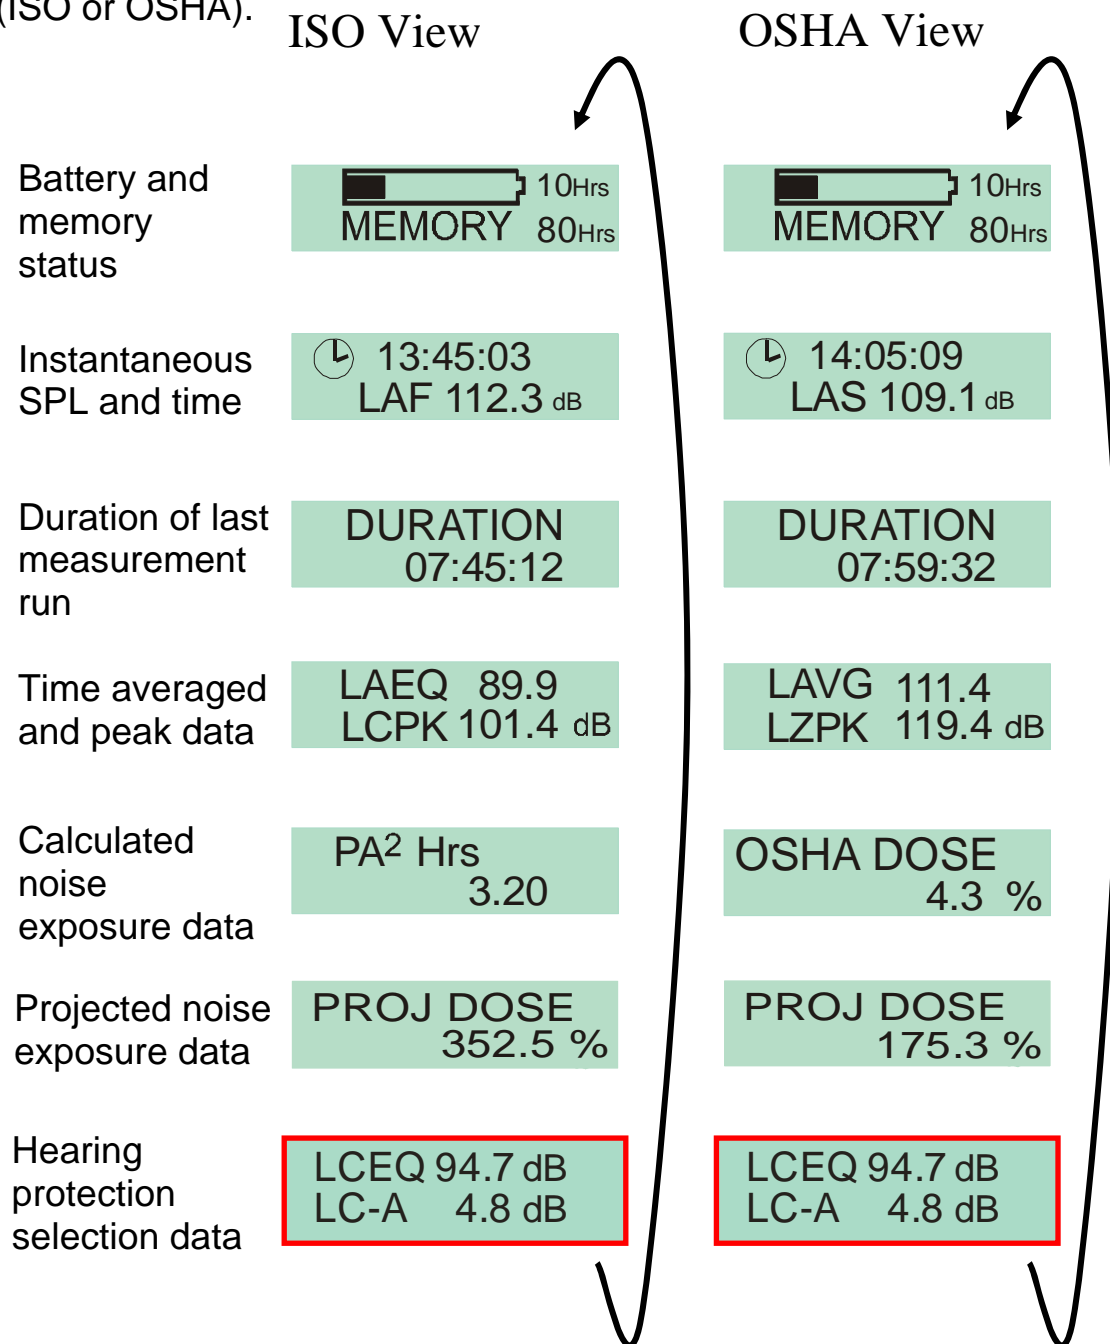 (ISO or OSHA).
ISO View
OSHA View
Battery and
memory
status
10Hrs
MEMORY 80Hrs
10Hrs
MEMORY 80Hrs
Instantaneous
SPL and time
13:45:03
LAF 112.3 dB
14:05:09
LAS 109.1 dB
Duration of last
measurement
run
DURATION
07:45:12
DURATION
07:59:32
Time averaged
and peak data
LAEQ 89.9
LCPK 101.4 dB
LAVG 111.4
LZPK 119.4 dB
Calculated
noise
exposure data
PA² Hrs
3.20
OSHA DOSE
4.3 %
Projected noise
exposure data
PROJ DOSE
352.5 %
PROJ DOSE
175.3 %
Hearing
protection
selection data
LCEQ 94.7 dB
LC-A 4.8 dB
LCEQ 94.7 dB
LC-A 4.8 dB